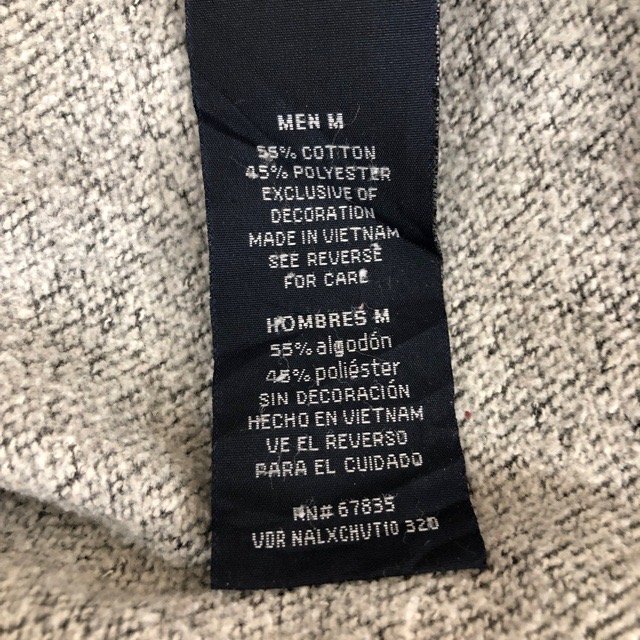 MEN M
55% COTTON
45% POLYESTER
EXCLUSIVE OF
DECORATION
MADE IN VIETNAM
SEE REVERSE
FOR CARE
HOMBRES M
55% algodón
45% poliéster
SIN DECORACIÓN
HECHO EN VIETNAM
VE EL REVERSO
PARA EL CUIDADO
RN# 67835
VDR NALXCHUT10 320